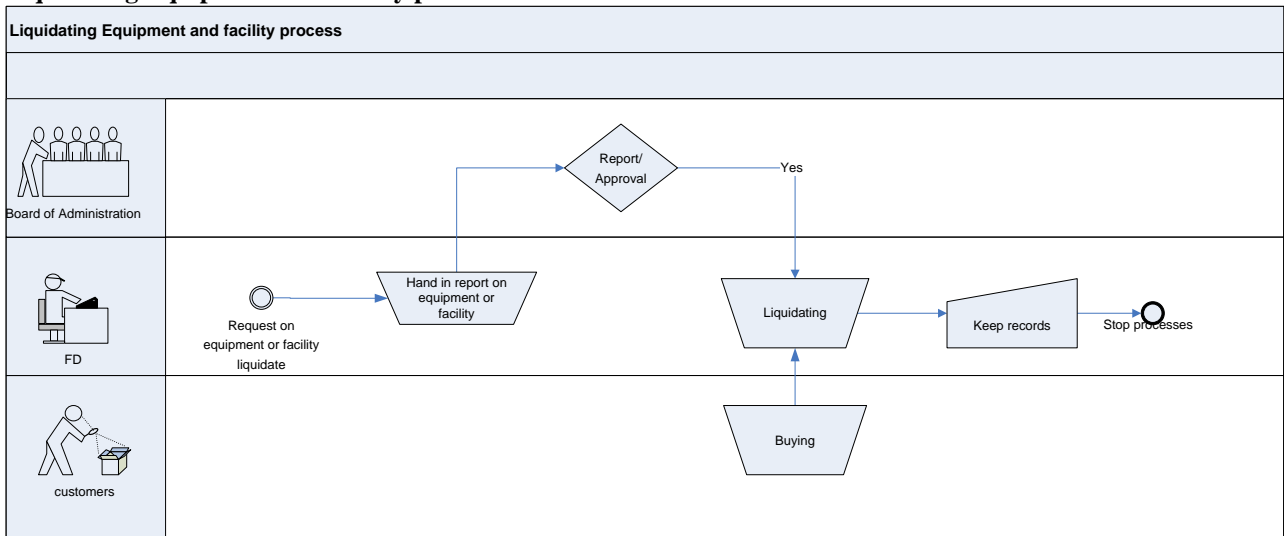 Liquidating Equipment and facility process
Report/
Approval
Yes
Board of Administration
Hand in report on
equipment or
facility
Liquidating
Keep records
Stop processes
Request on
equipment or facility
liquidate
FD
Buying
customers